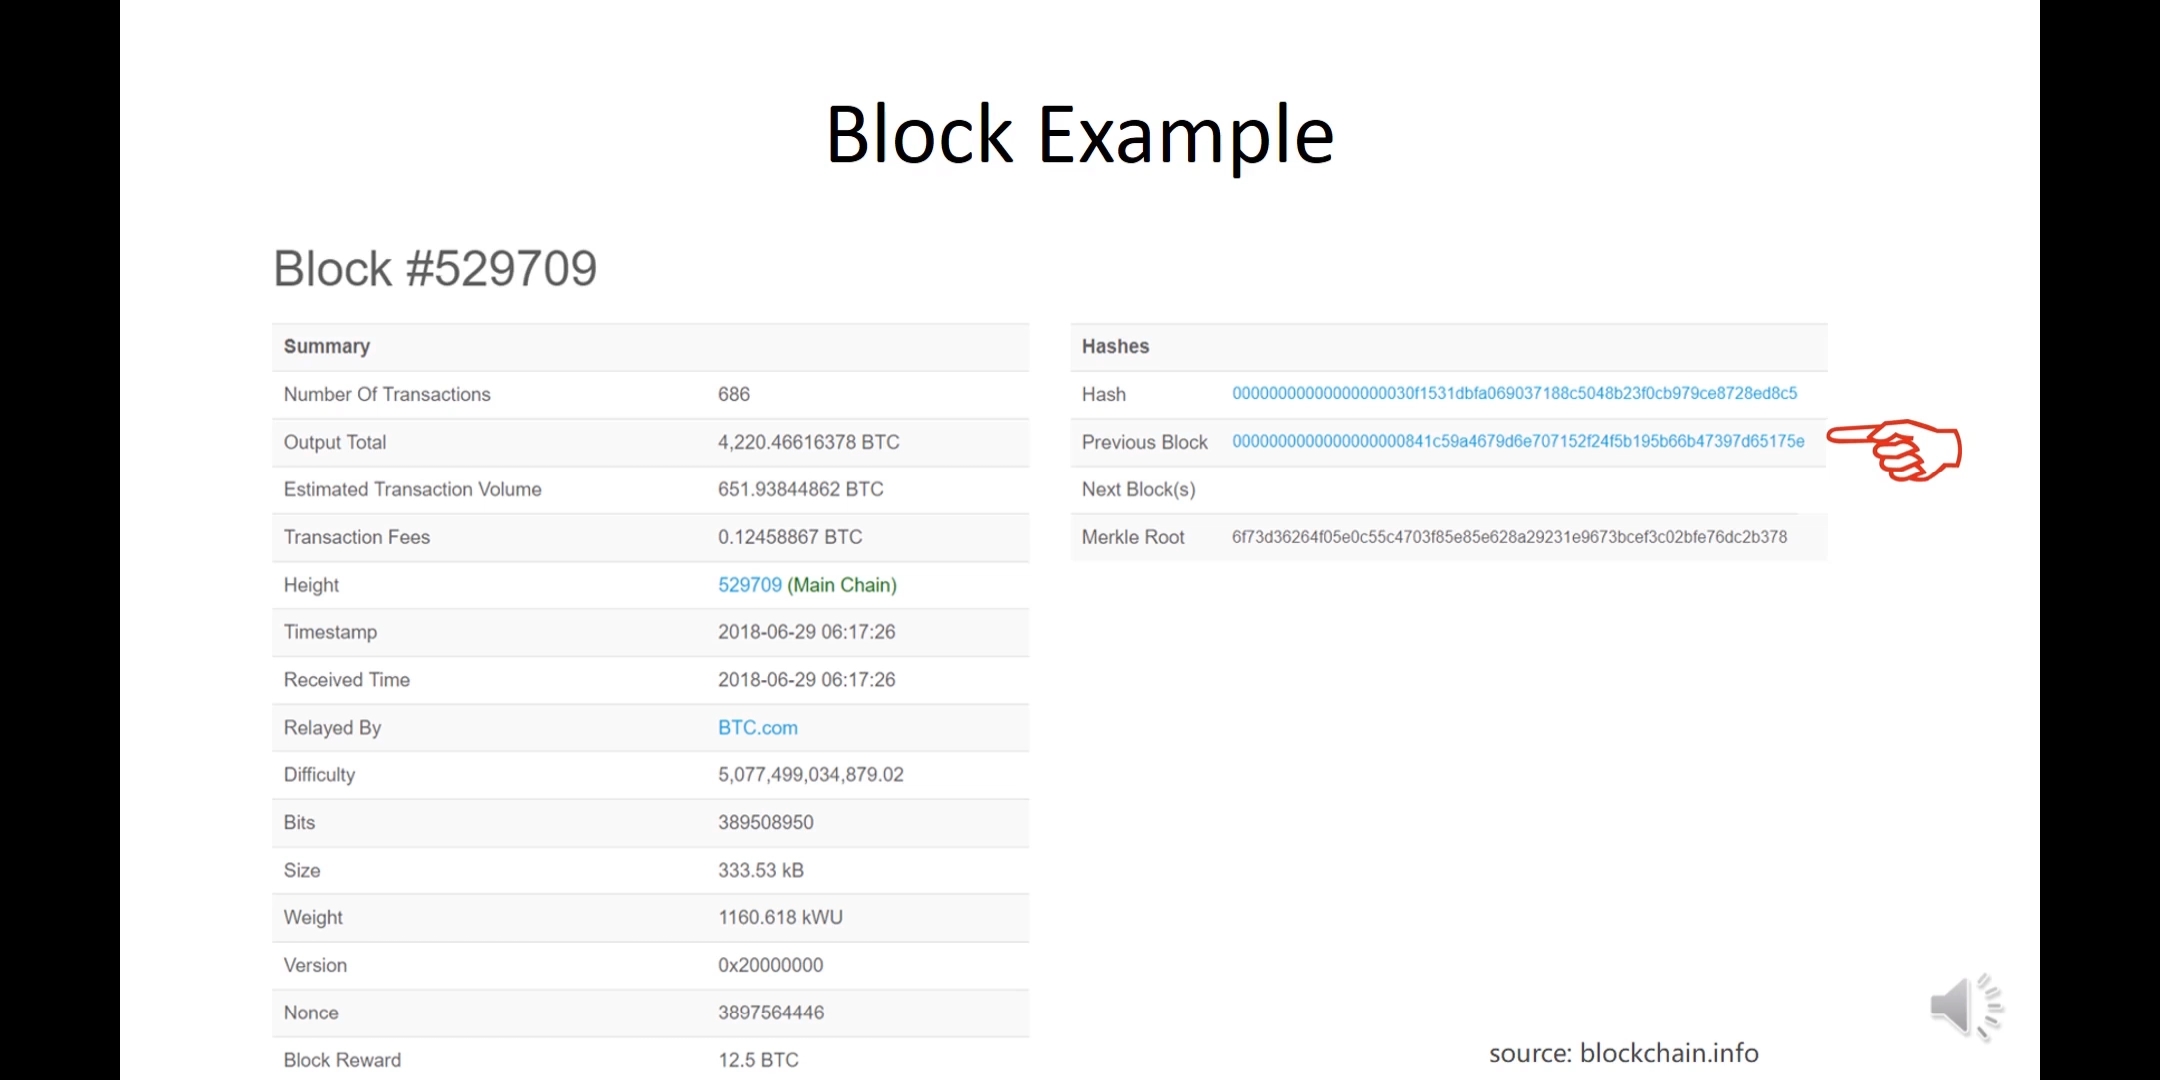 Block Example
Block #529709
Summary
Number Of Transactions 686
Output Total 4,220.46616378 BTC
Estimated Transaction Volume 651.93844862 BTC
Transaction Fees 0.12458867 BTC
Height 529709 (Main Chain)
Timestamp 2018-06-29 06:17:26
Received Time 2018-06-29 06:17:26
Relayed By BTC.com
Difficulty 5,077,499,034,879.02
Bits 389508950
Size 333.53 kB
Weight 1160.618 kWU
Version 0x20000000
Nonce 3897564446
Block Reward 12.5 BTC
Hashes
Hash 00000000000000000030f1531dbfa069037188c5048b23f0cb979ce8728ed8c5
Previous Block 0000000000000000000841c59a4679d6e707152f24f5b195b66b47397d65175e
Next Block(s)
Merkle Root 6f73d36264f05e0c55c4703f85e85e628a29231e9673bcef3c02bfe76dc2b378
source: blockchain.info